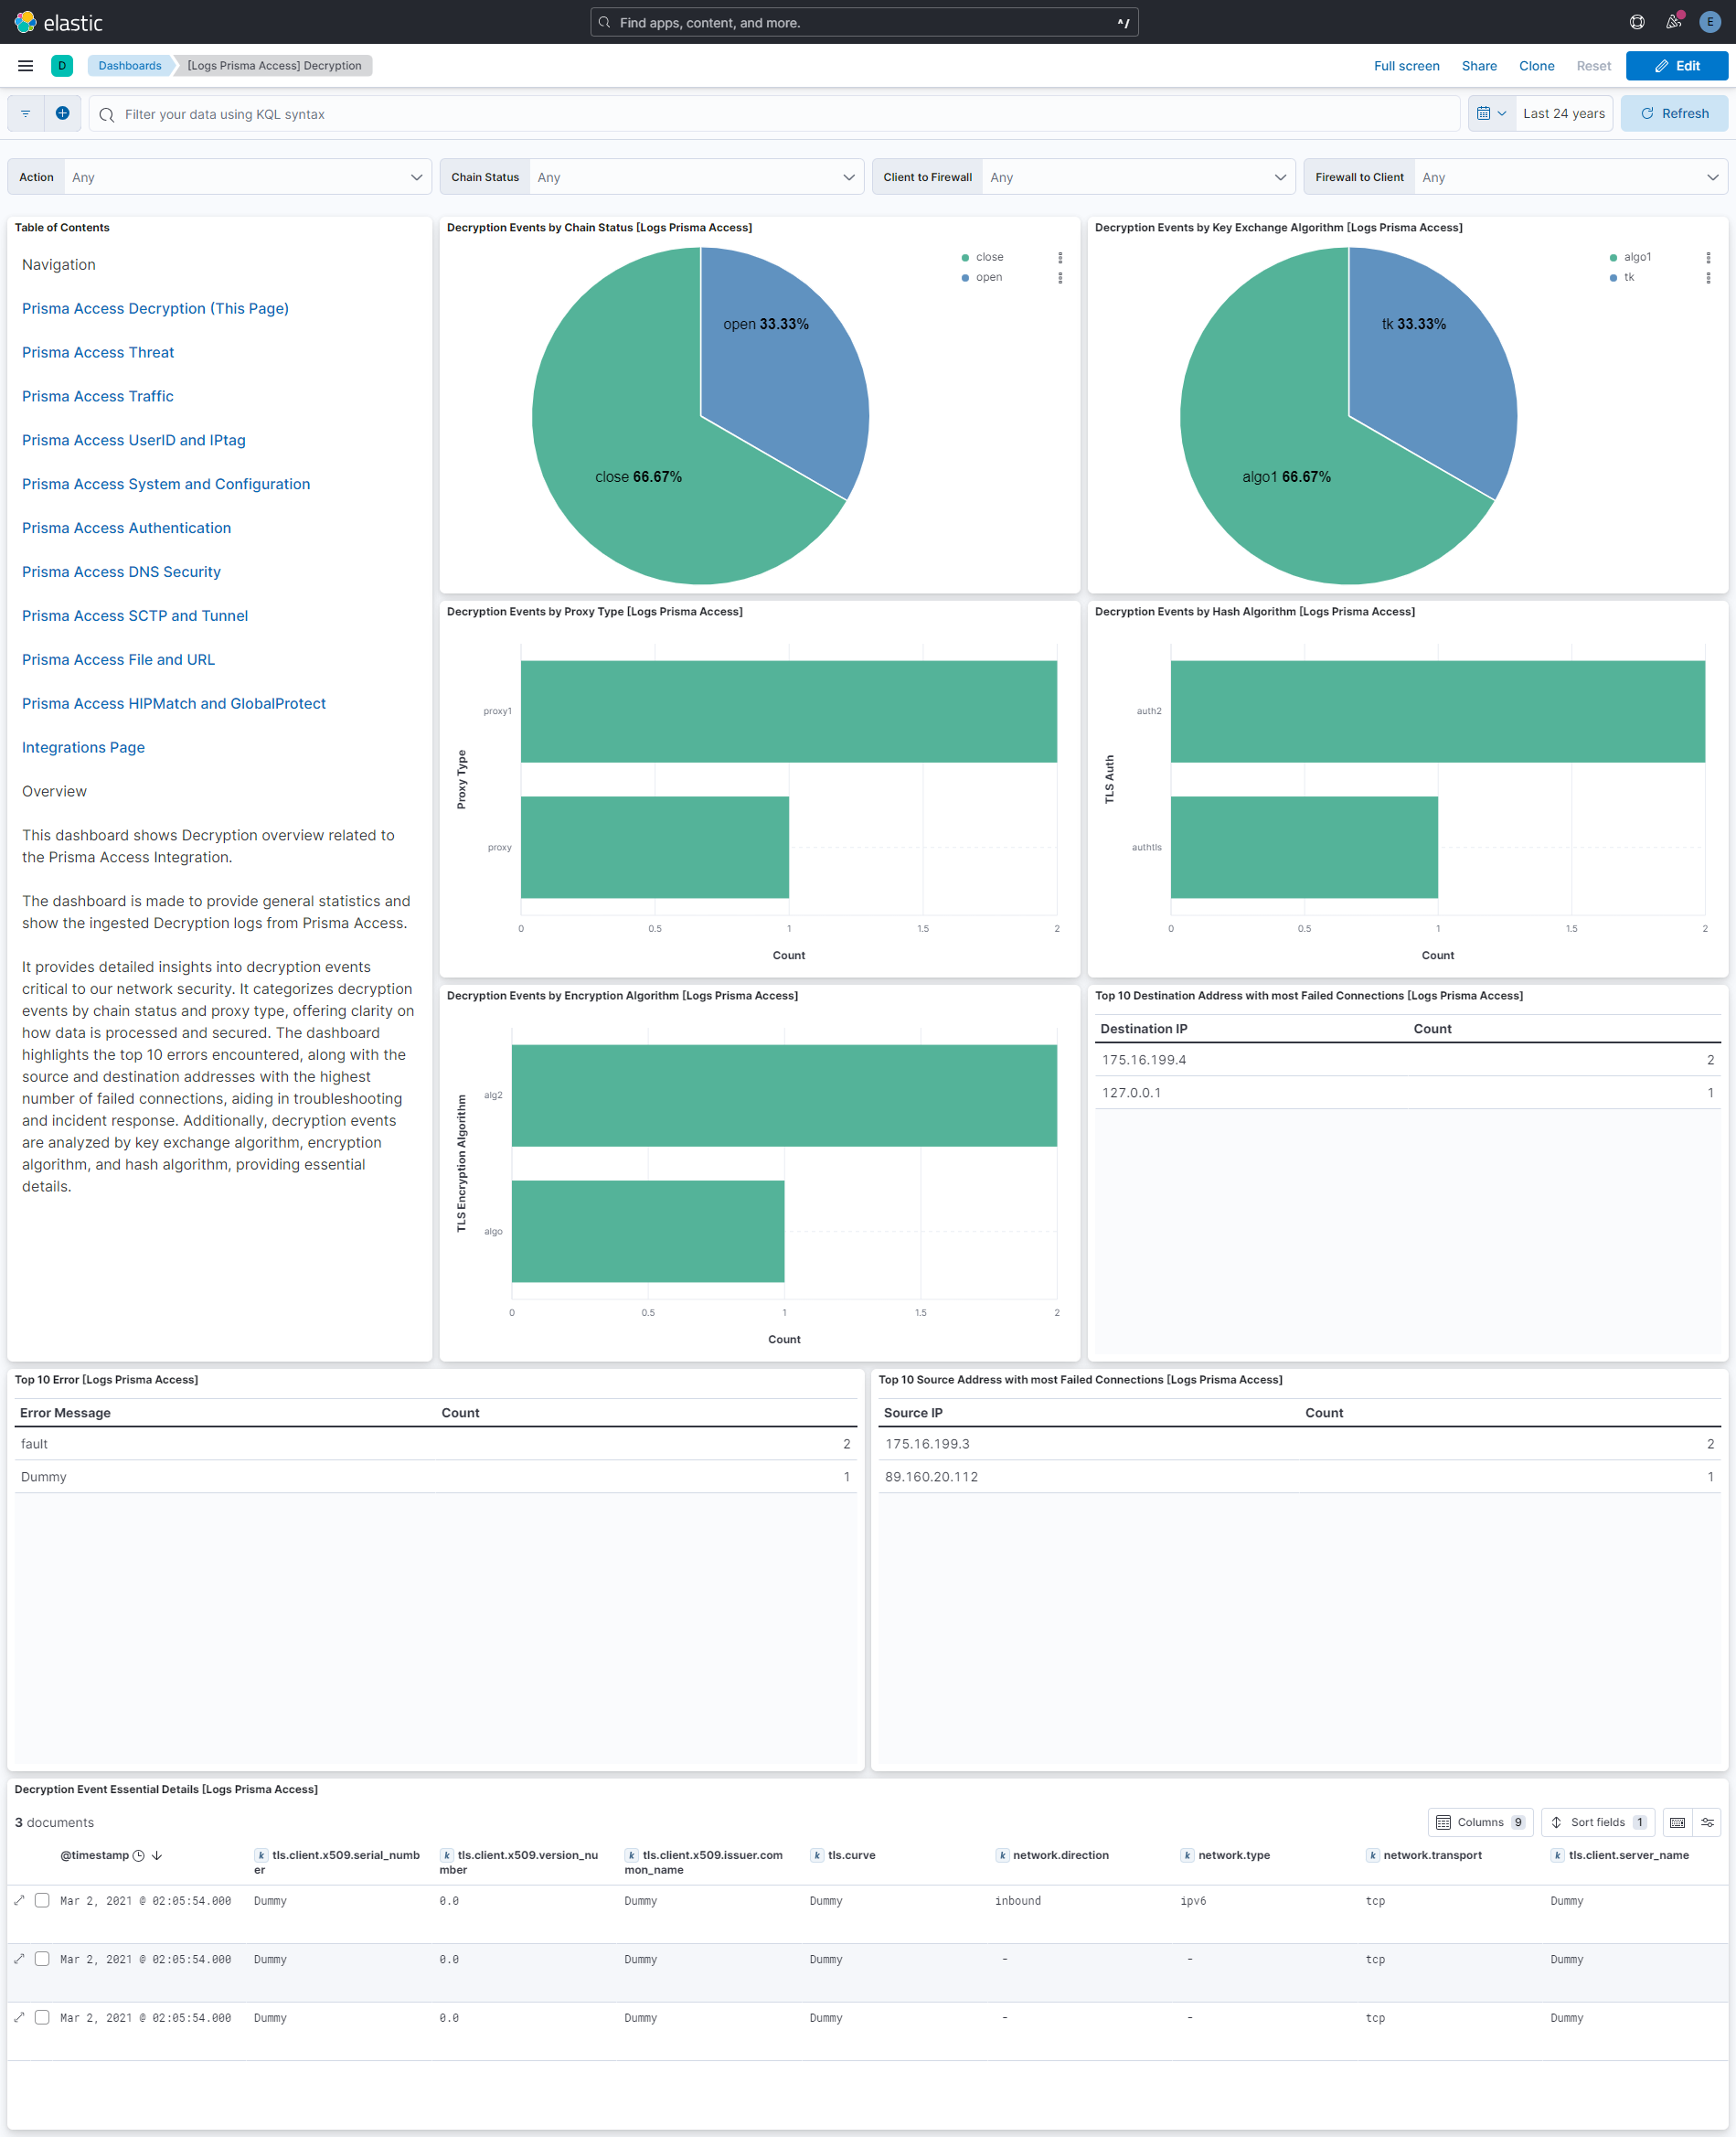 elastic
Find apps, content, and more.
^/
E
D
Dashboards
[Logs Prisma Access] Decryption
Full screen
Share
Clone
Reset
Edit
Filter your data using KQL syntax
Last 24 years
Refresh
Action Any
Chain Status Any
Client to Firewall Any
Firewall to Client Any
Table of Contents
Navigation
Prisma Access Decryption (This Page)
Prisma Access Threat
Prisma Access Traffic
Prisma Access UserID and IPtag
Prisma Access System and Configuration
Prisma Access Authentication
Prisma Access DNS Security
Prisma Access SCTP and Tunnel
Prisma Access File and URL
Prisma Access HIPMatch and GlobalProtect
Integrations Page
Overview
This dashboard shows Decryption overview related to
the Prisma Access Integration.
The dashboard is made to provide general statistics and
show the ingested Decryption logs from Prisma Access.
It provides detailed insights into decryption events
critical to our network security. It categorizes decryption
events by chain status and proxy type, offering clarity on
how data is processed and secured. The dashboard
highlights the top 10 errors encountered, along with the
source and destination addresses with the highest
number of failed connections, aiding in troubleshooting
and incident response. Additionally, decryption events
are analyzed by key exchange algorithm, encryption
algorithm, and hash algorithm, providing essential
details.
Decryption Events by Chain Status [Logs Prisma Access]
close
open
open 33.33%
close 66.67%
Decryption Events by Key Exchange Algorithm [Logs Prisma Access]
algo1
tk
tk 33.33%
algo1 66.67%
Decryption Events by Proxy Type [Logs Prisma Access]
Proxy Type
proxy1
proxy
0 0.5 1 1.5 2
Count
Decryption Events by Hash Algorithm [Logs Prisma Access]
TLS Auth
auth2
authtls
0 0.5 1 1.5 2
Count
Decryption Events by Encryption Algorithm [Logs Prisma Access]
TLS Encryption Algorithm
alg2
algo
0 0.5 1 1.5 2
Count
Top 10 Destination Address with most Failed Connections [Logs Prisma Access]
Destination IP Count
175.16.199.4 2
127.0.0.1 1
Top 10 Error [Logs Prisma Access]
Error Message Count
fault 2
Dummy 1
Top 10 Source Address with most Failed Connections [Logs Prisma Access]
Source IP Count
175.16.199.3 2
89.160.20.112 1
Decryption Event Essential Details [Logs Prisma Access]
3 documents
Columns 9
Sort fields 1
@timestamp k tls.client.x509.serial_numb k tls.client.x509.version_nu k tls.client.x509.issuer.com k tls.curve k network.direction k network.type k network.transport k tls.client.server_name
er mber mon_name
Mar 2, 2021 @ 02:05:54.000 Dummy 0.0 Dummy Dummy inbound ipv6 tcp Dummy
Mar 2, 2021 @ 02:05:54.000 Dummy 0.0 Dummy Dummy - - tcp Dummy
Mar 2, 2021 @ 02:05:54.000 Dummy 0.0 Dummy Dummy - - tcp Dummy